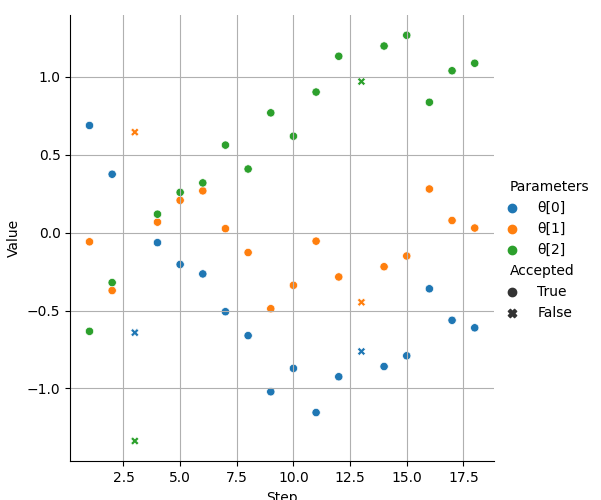 1.0
0.5
0.0
−0.5
−1.0
Value
2.5 5.0 7.5 10.0 12.5 15.0 17.5
Step
Parameters
θ[0]
θ[1]
θ[2]
Accepted
True
False